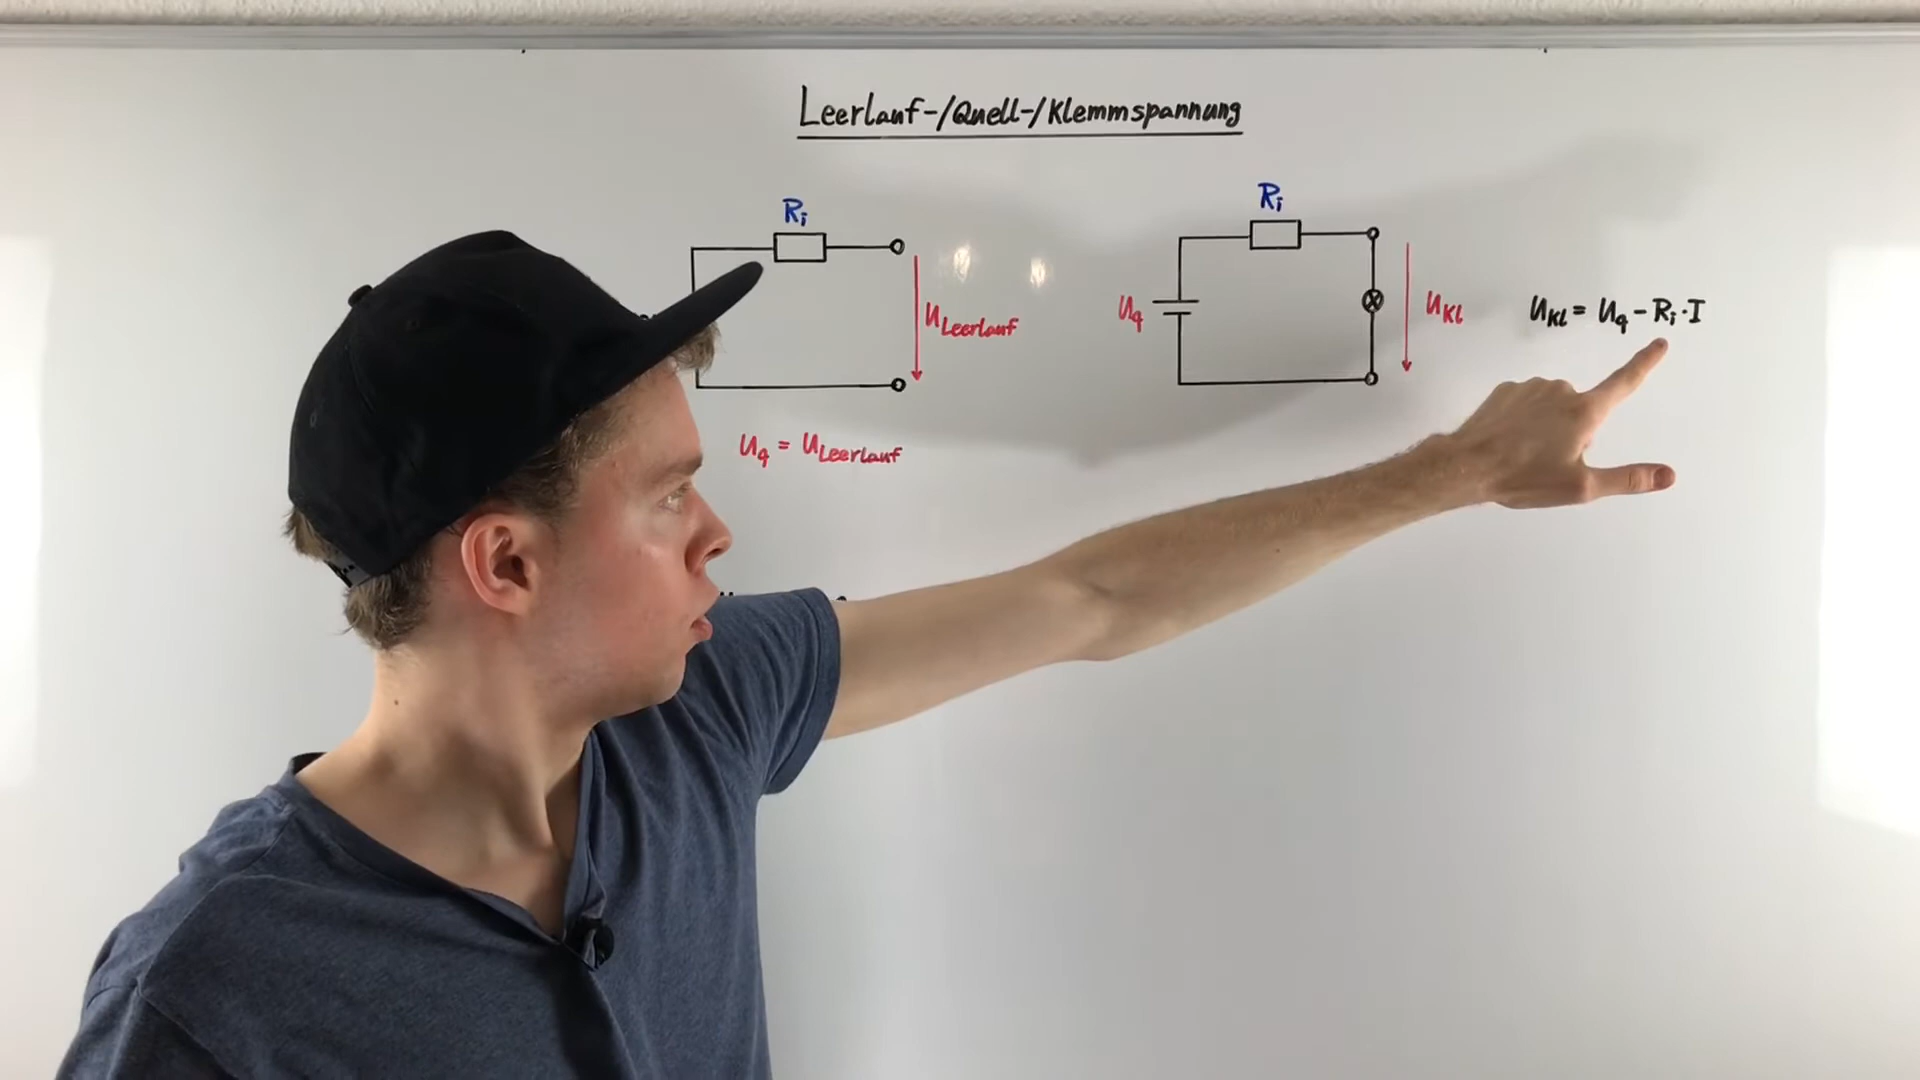 Leerlauf-/Quell-/Klemmspannung
Ri
ULeerlauf
Uq = ULeerlauf
Ri
Uq
UKl
UKl = Uq - Ri · I